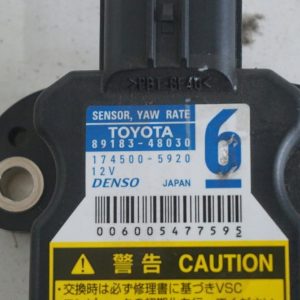 >PBT-GF40<
SENSOR, YAW RATE
TOYOTA
89183-48030
6
174500-5920
12V
DENSO JAPAN
006005477595
警告 CAUTION
・交換時は必ず修理書に基づきVSC